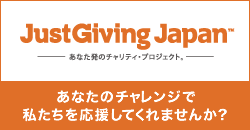 JustGiving Japan™
あなた発のチャリティ・プロジェクト。
あなたのチャレンジで
私たちを応援してくれませんか?